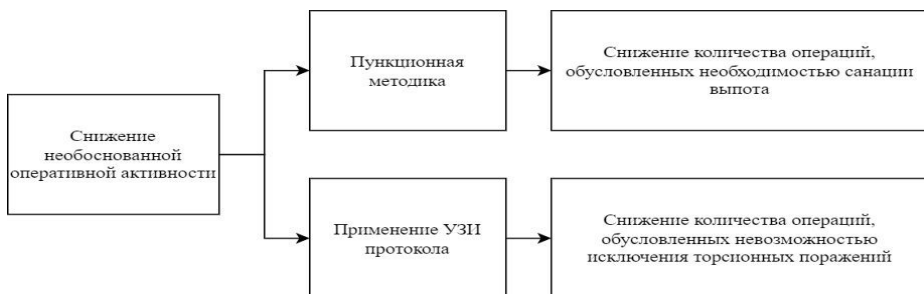 Снижение
необоснованной
оперативной активности
Пункционная
методика
Снижение количества операций,
обусловленных необходимостью санации
выпота
Применение УЗИ
протокола
Снижение количества операций,
обусловленных невозможностью
исключения торсионных поражений